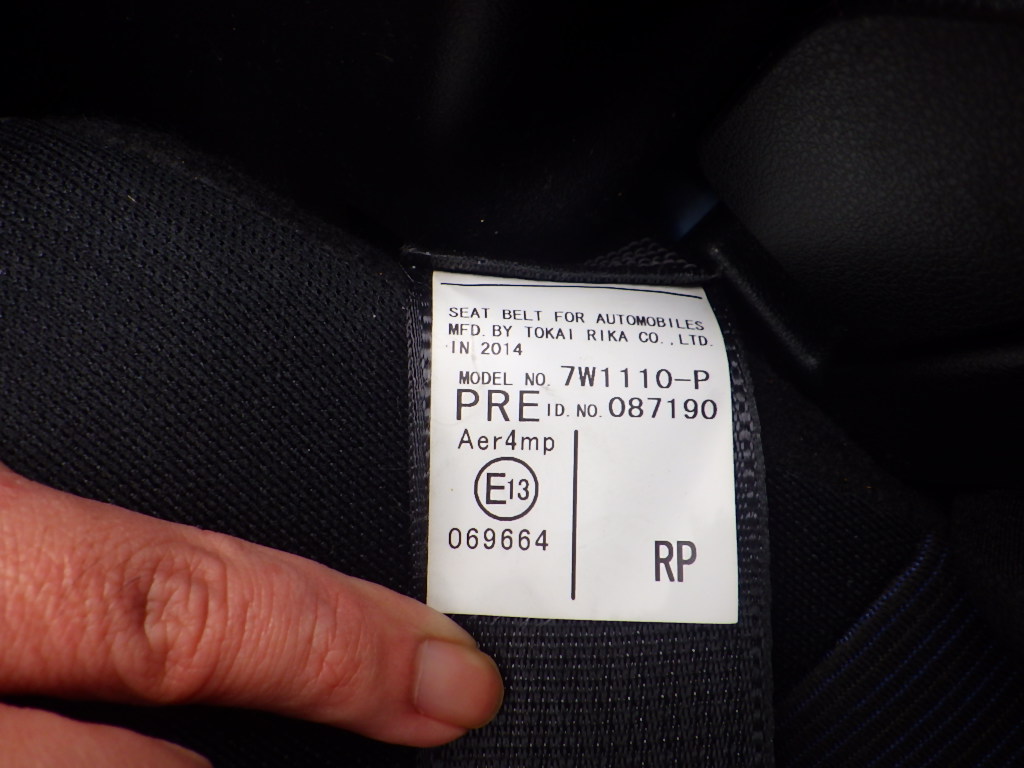 SEAT BELT FOR AUTOMOBILES
MFD. BY TOKAI RIKA CO., LTD.
IN 2014
MODEL NO. 7W1110-P
PRE ID. NO. 087190
Aer4mp
E13
069664
RP